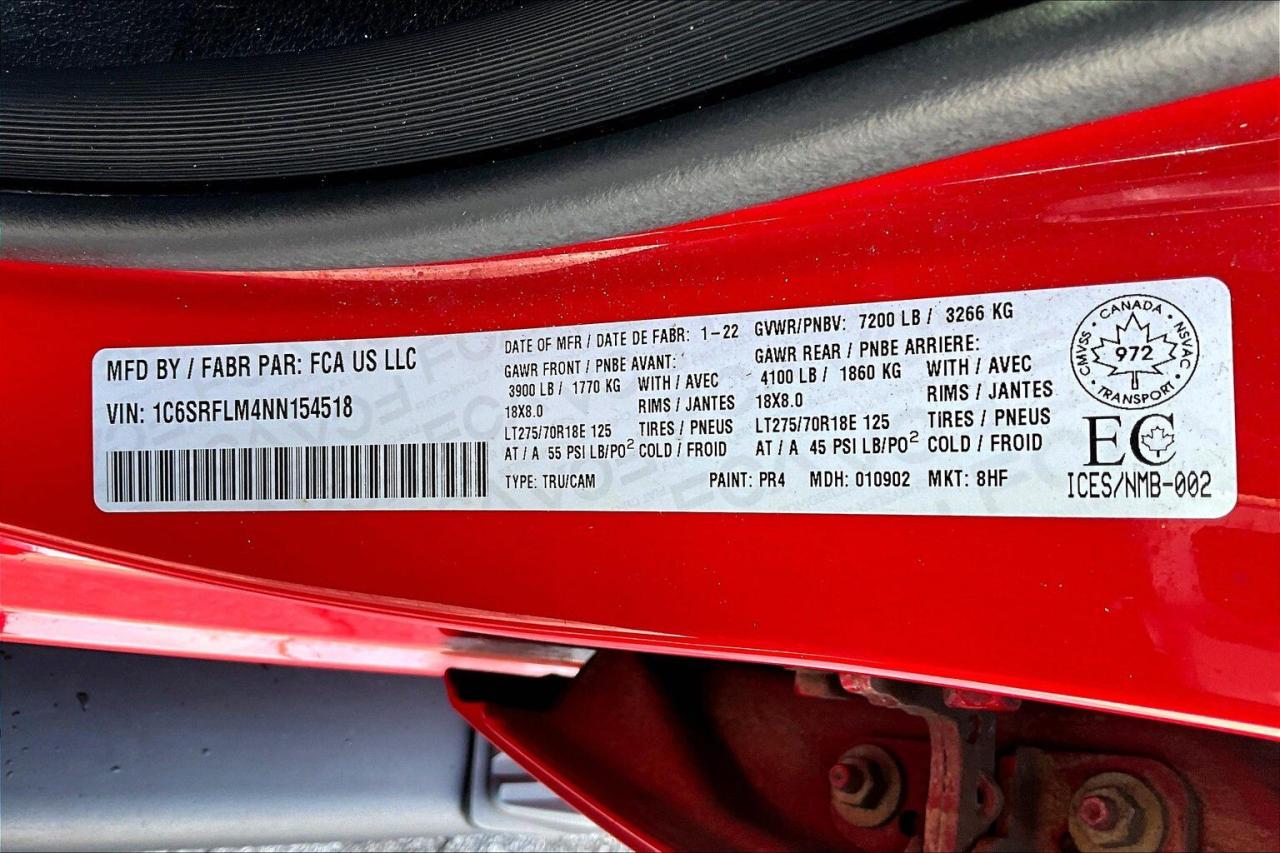 MFD BY / FABR PAR: FCA US LLC
VIN: 1C6SRFLM4NN154518
DATE OF MFR / DATE DE FABR: 1-22
GAWR FRONT / PNBE AVANT:
3900 LB / 1770 KG WITH / AVEC
18X8.0 RIMS / JANTES
LT275/70R18E 125 TIRES / PNEUS
AT / A 55 PSI LB/PO² COLD / FROID
GVWR/PNBV: 7200 LB / 3266 KG
GAWR REAR / PNBE ARRIERE:
4100 LB / 1860 KG WITH / AVEC
18X8.0 RIMS / JANTES
LT275/70R18E 125 TIRES / PNEUS
AT / A 45 PSI LB/PO² COLD / FROID
TYPE: TRU/CAM PAINT: PR4 MDH: 010902 MKT: 8HF
CANADA
CMVSS 972 NSVAC
TRANSPORT
EC
ICES/NMB-002